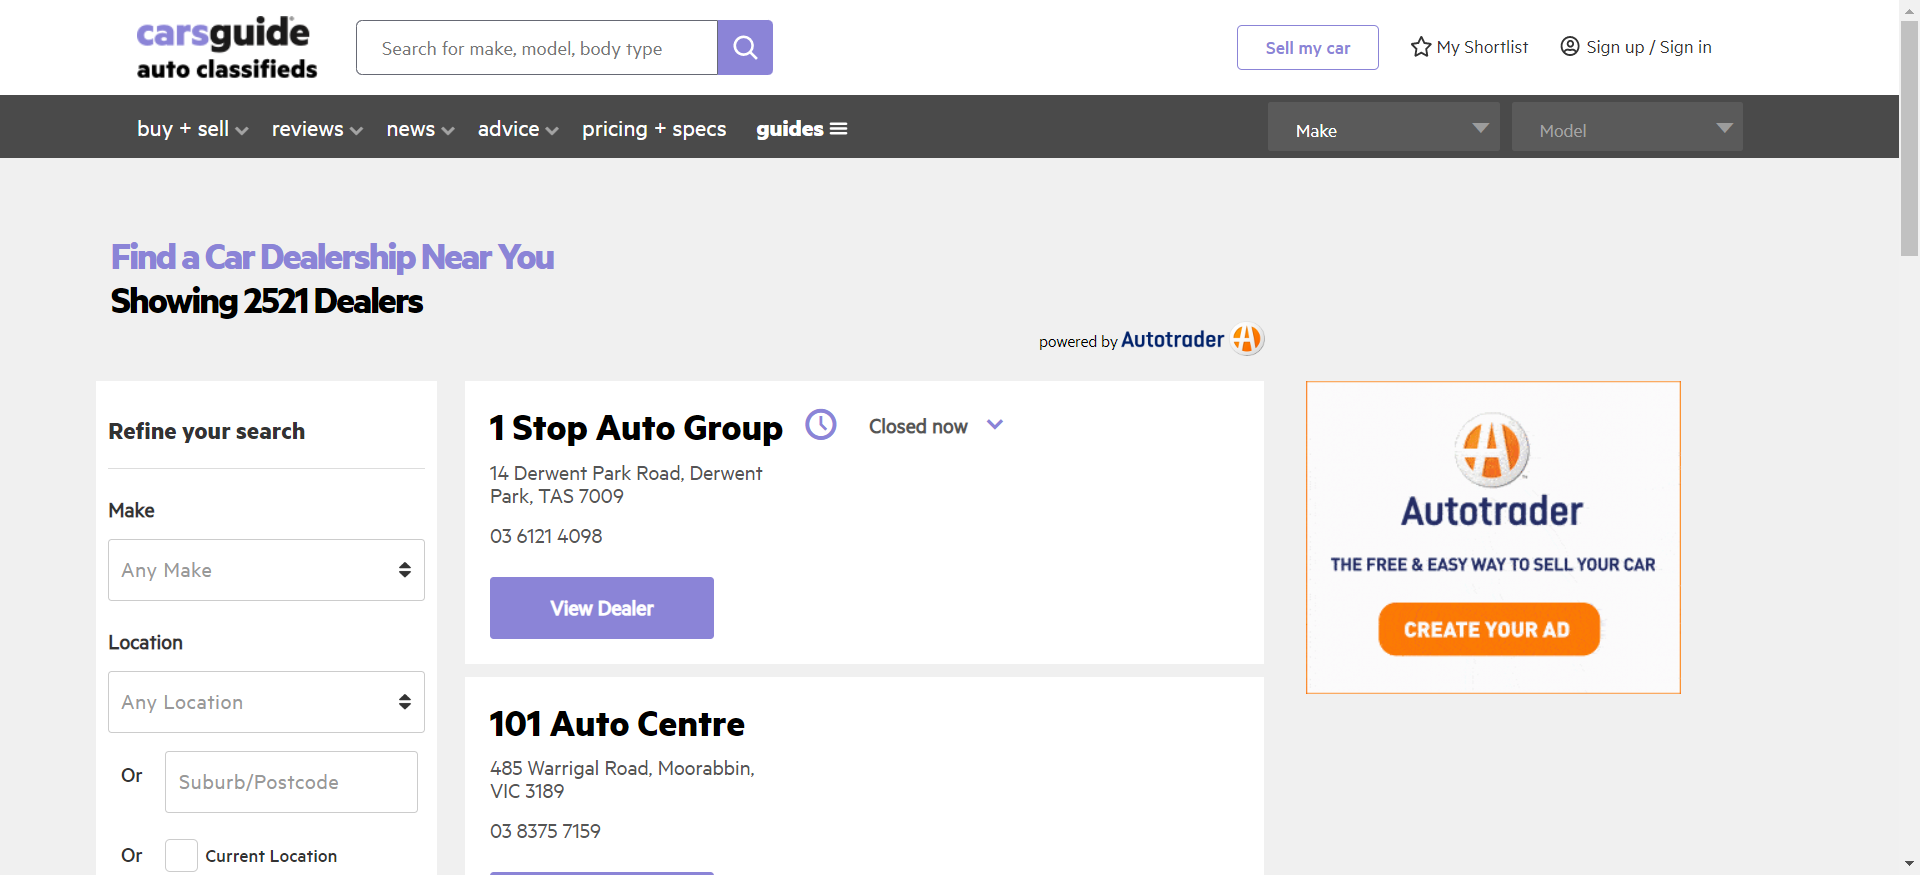 carsguide
auto classifieds
Search for make, model, body type
Sell my car
My Shortlist
Sign up / Sign in
buy + sell
reviews
news
advice
pricing + specs
guides
Make
Model
Find a Car Dealership Near You
Showing 2521 Dealers
powered by Autotrader
Refine your search
Make
Any Make
Location
Any Location
Or
Suburb/Postcode
Or
Current Location
1 Stop Auto Group
Closed now
14 Derwent Park Road, Derwent
Park, TAS 7009
03 6121 4098
View Dealer
101 Auto Centre
485 Warrigal Road, Moorabbin,
VIC 3189
03 8375 7159
Autotrader
THE FREE & EASY WAY TO SELL YOUR CAR
CREATE YOUR AD